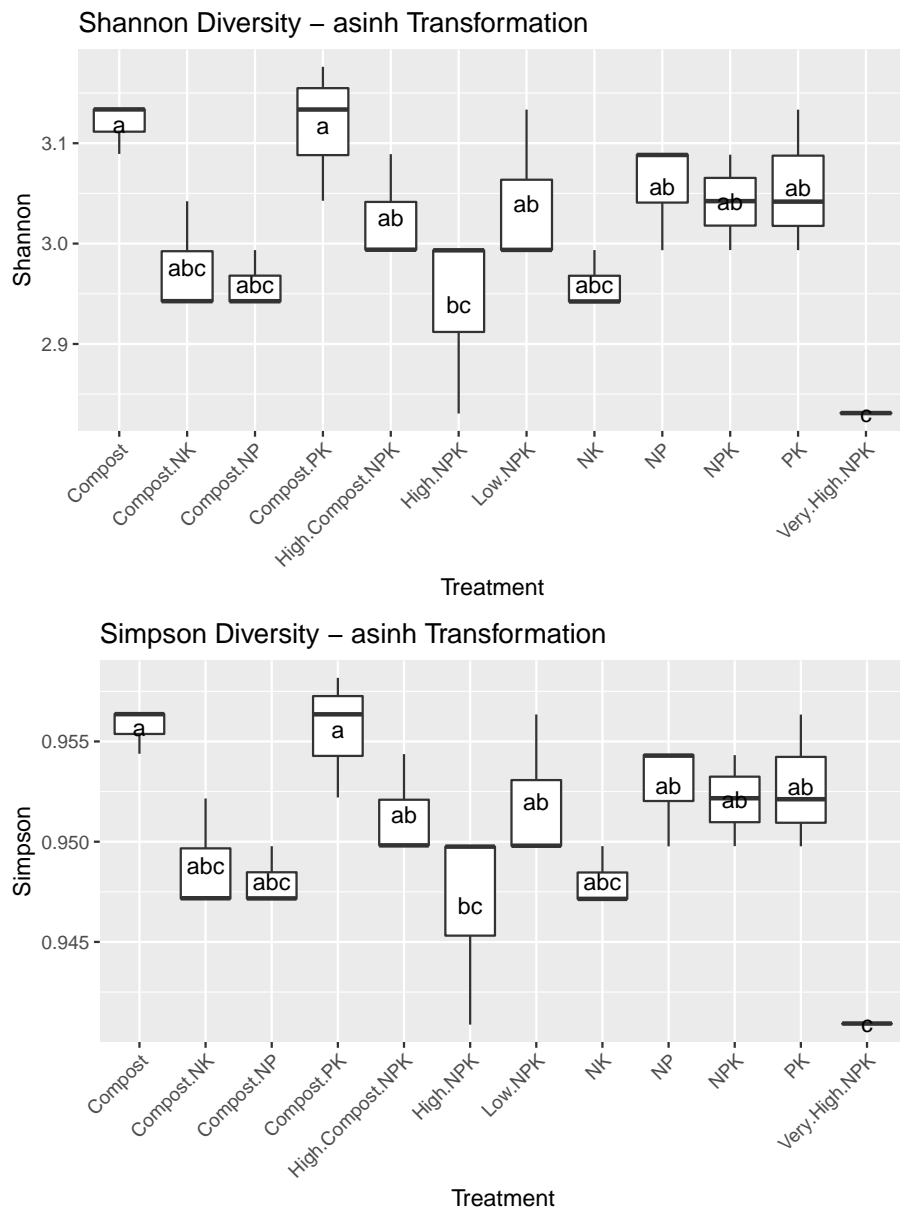 Shannon Diversity − asinh Transformation
Shannon
3.1
3.0
2.9
a
abc
abc
a
ab
bc
ab
abc
ab
ab
ab
c
Compost
Compost.NK
Compost.NP
Compost.PK
High.Compost.NPK
High.NPK
Low.NPK
NK
NP
NPK
PK
Very.High.NPK
Treatment
Simpson Diversity − asinh Transformation
Simpson
0.955
0.950
0.945
a
abc
abc
a
ab
bc
ab
abc
ab
ab
ab
c
Compost
Compost.NK
Compost.NP
Compost.PK
High.Compost.NPK
High.NPK
Low.NPK
NK
NP
NPK
PK
Very.High.NPK
Treatment